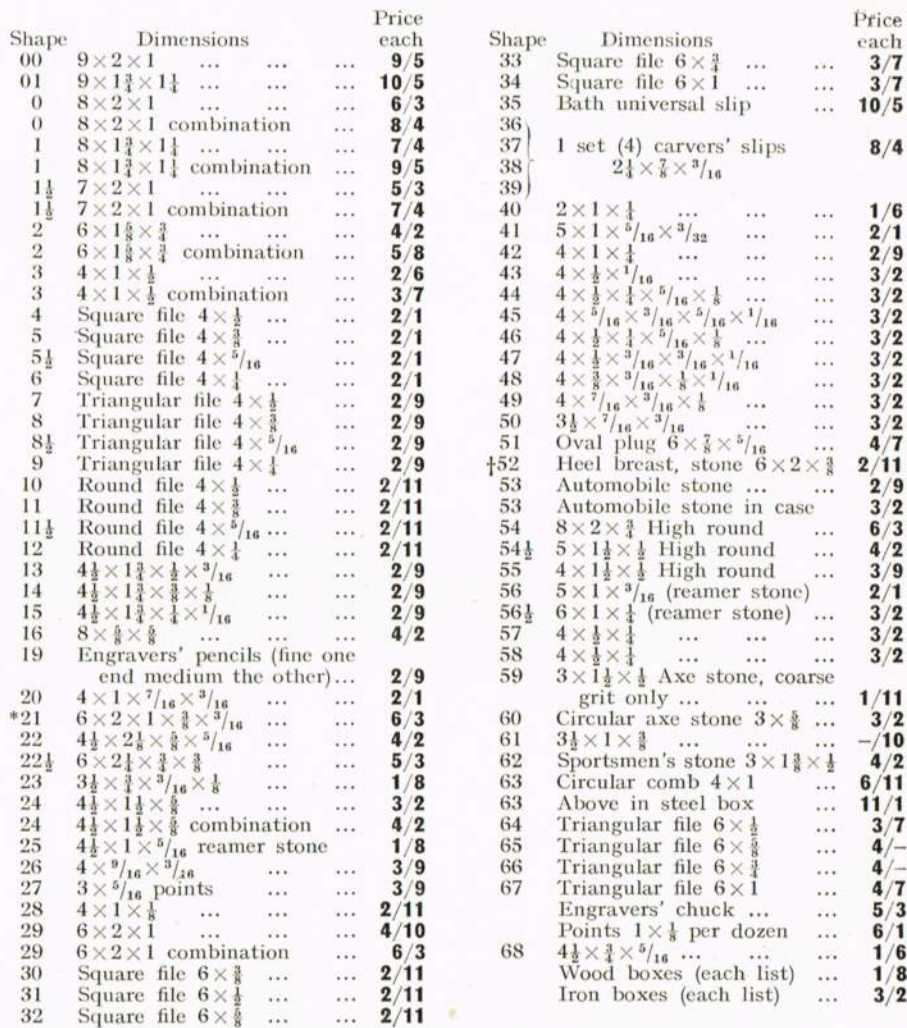 Shape Dimensions Price each
00 9×2×1 ... ... ... 9/5
01 9×1¾×1¼ ... ... ... 10/5
0 8×2×1 ... ... ... 6/3
0 8×2×1 combination ... 8/4
1 8×1¾×1¼ ... ... ... 7/4
1 8×1¾×1¼ combination ... 9/5
1½ 7×2×1 ... ... ... 5/3
1½ 7×2×1 combination ... 7/4
2 6×1⅝×¾ ... ... ... 4/2
2 6×1⅝×¾ combination ... 5/8
3 4×1×½ ... ... ... 2/6
3 4×1×½ combination ... 3/7
4 Square file 4×½ ... ... 2/1
5 Square file 4×⅜ ... ... 2/1
5½ Square file 4×5/16 ... 2/1
6 Square file 4×¼ ... ... 2/1
7 Triangular file 4×½ ... 2/9
8 Triangular file 4×⅜ ... 2/9
8½ Triangular file 4×5/16 ... 2/9
9 Triangular file 4×¼ ... 2/9
10 Round file 4×½ ... ... 2/11
11 Round file 4×⅜ ... ... 2/11
11½ Round file 4×5/16 ... ... 2/11
12 Round file 4×¼ ... ... 2/11
13 4½×1¾×½×3/16 ... ... 2/9
14 4½×1¾×⅜×⅛ ... ... 2/9
15 4½×1¾×¼×1/16 ... ... 2/9
16 8×⅝×⅝ ... ... ... 4/2
19 Engravers' pencils (fine one
end medium the other)... 2/9
20 4×1×7/16×3/16 ... ... 2/1
*21 6×2×1×⅜×3/16 ... ... 6/3
22 4½×2⅛×⅝×5/16 ... ... 4/2
22½ 6×2¼×¾×⅜ ... ... 5/3
23 3½×¾×3/16×⅛ ... ... 1/8
24 4½×1½×⅝ ... ... ... 3/2
24 4½×1½×⅝ combination ... 4/2
25 4½×1×5/16 reamer stone 1/8
26 4×9/16×3/16 ... ... 3/9
27 3×5/16 points ... ... 3/9
28 4×1×⅛ ... ... ... 2/11
29 6×2×1 ... ... ... 4/10
29 6×2×1 combination ... 6/3
30 Square file 6×⅜ ... ... 2/11
31 Square file 6×½ ... ... 2/11
32 Square file 6×⅝ ... ... 2/11
Shape Dimensions Price each
33 Square file 6×¾ ... ... 3/7
34 Square file 6×1 ... ... 3/7
35 Bath universal slip ... 10/5
36
37 1 set (4) carvers' slips 8/4
38 2¼×⅞×3/16
39
40 2×1×¼ ... ... ... 1/6
41 5×1×5/16×3/32 ... ... 2/1
42 4×1×¼ ... ... ... 2/9
43 4×½×1/16 ... ... ... 3/2
44 4×½×¼×5/16×⅛ ... ... 3/2
45 4×5/16×3/16×5/16×1/16 ... 3/2
46 4×½×¼×5/16×⅛ ... ... 3/2
47 4×½×3/16×3/16×1/16 ... 3/2
48 4×⅜×3/16×⅛×1/16 ... 3/2
49 4×7/16×3/16×⅛ ... ... 3/2
50 3½×7/16×3/16 ... ... 3/2
51 Oval plug 6×⅞×5/16 ... 4/7
†52 Heel breast, stone 6×2×⅜ 2/11
53 Automobile stone ... ... 2/9
53 Automobile stone in case 3/2
54 8×2×¾ High round ... 6/3
54½ 5×1½×½ High round ... 4/2
55 4×1½×½ High round ... 3/9
56 5×1×3/16 (reamer stone) 2/1
56½ 6×1×¼ (reamer stone) ... 3/2
57 4×½×¼ ... ... ... 3/2
58 4×½×¼ ... ... ... 3/2
59 3×1½×½ Axe stone, coarse
grit only ... ... ... 1/11
60 Circular axe stone 3×⅝ ... 3/2
61 3½×1×⅜ ... ... ... –/10
62 Sportsmen's stone 3×1⅜×½ 4/2
63 Circular comb 4×1 ... 6/11
63 Above in steel box ... 11/1
64 Triangular file 6×½ ... 3/7
65 Triangular file 6×⅝ ... 4/–
66 Triangular file 6×¾ ... 4/–
67 Triangular file 6×1 ... 4/7
Engravers' chuck ... ... 5/3
Points 1×⅛ per dozen ... 6/1
68 4½×¾×5/16 ... ... ... 1/6
Wood boxes (each list) ... 1/8
Iron boxes (each list) ... 3/2